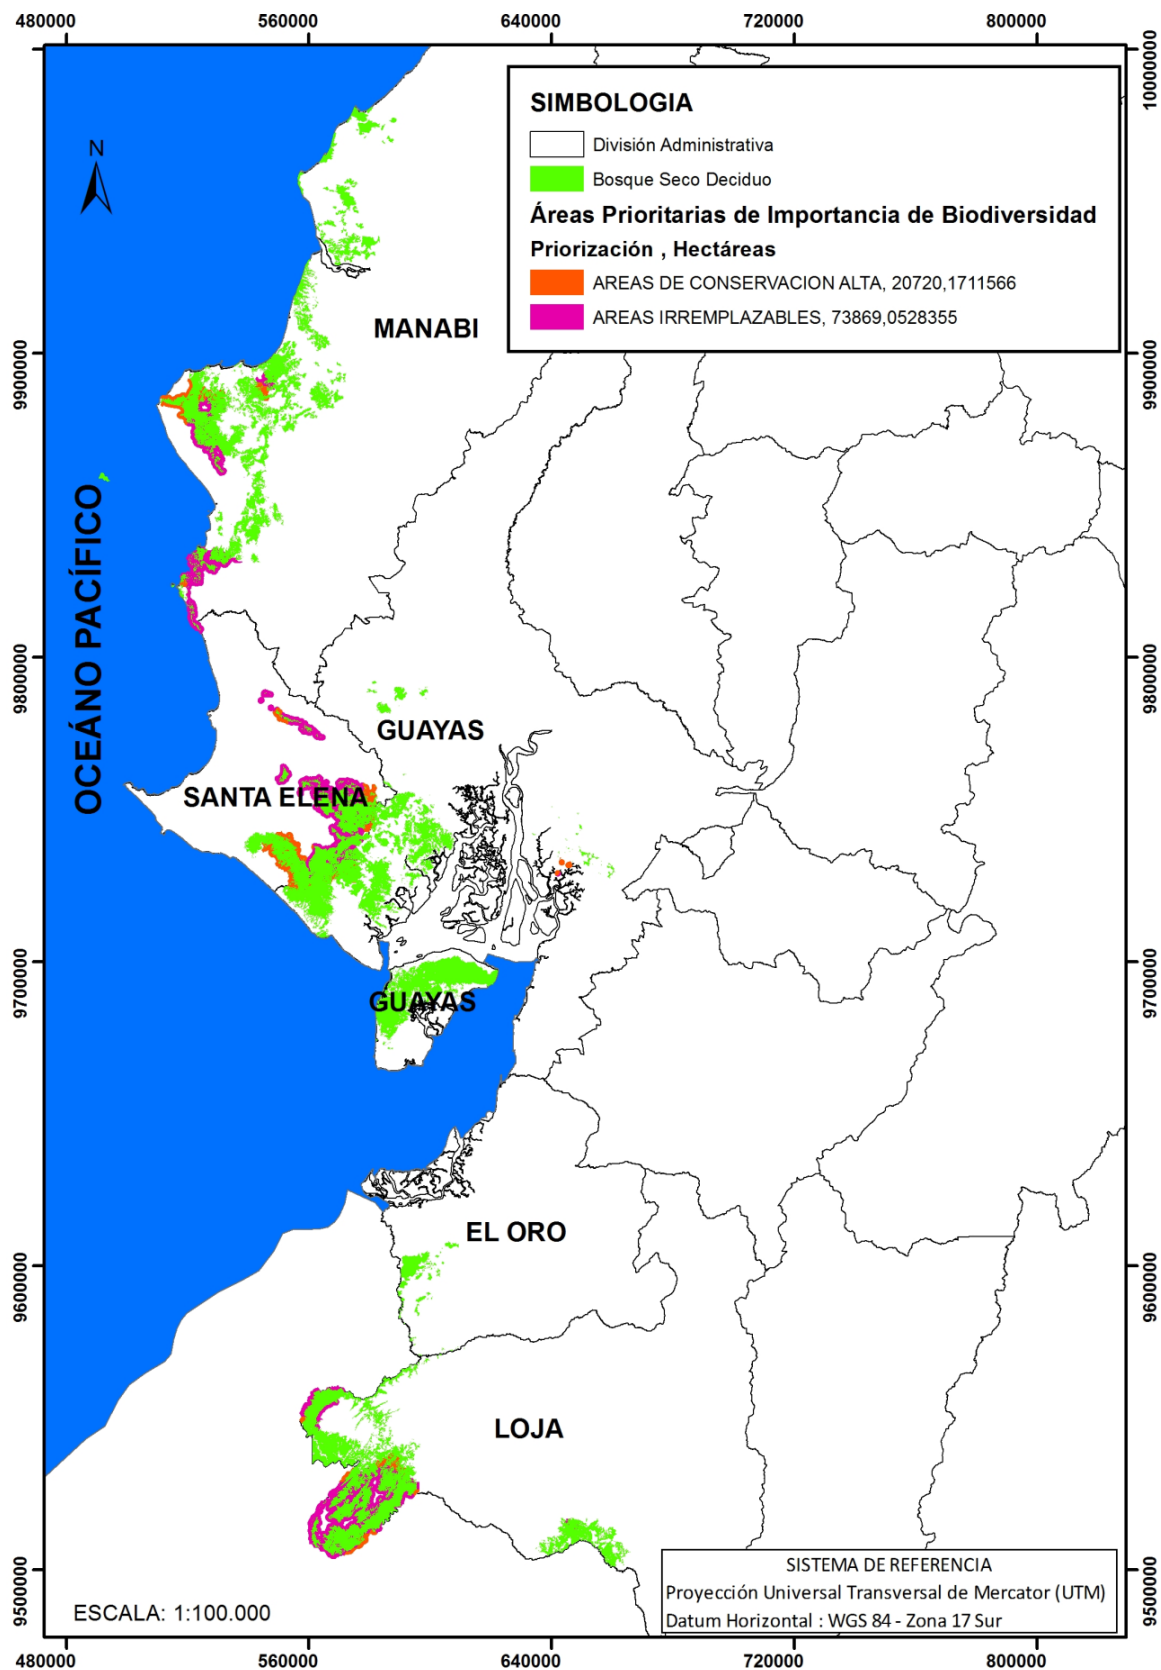 480000 560000 640000 720000 800000
10000000
9900000
9800000
9700000
9600000
9500000
10000000
9900000
9800000
9700000
9600000
9500000
SIMBOLOGIA
División Administrativa
Bosque Seco Deciduo
Áreas Prioritarias de Importancia de Biodiversidad
Priorización , Hectáreas
AREAS DE CONSERVACION ALTA, 20720,1711566
AREAS IRREMPLAZABLES, 73869,0528355
N
MANABI
OCEÁNO PACÍFICO
GUAYAS
SANTA ELENA
GUAYAS
EL ORO
LOJA
ESCALA: 1:100.000
SISTEMA DE REFERENCIA
Proyección Universal Transversal de Mercator (UTM)
Datum Horizontal : WGS 84 - Zona 17 Sur
480000 560000 640000 720000 800000